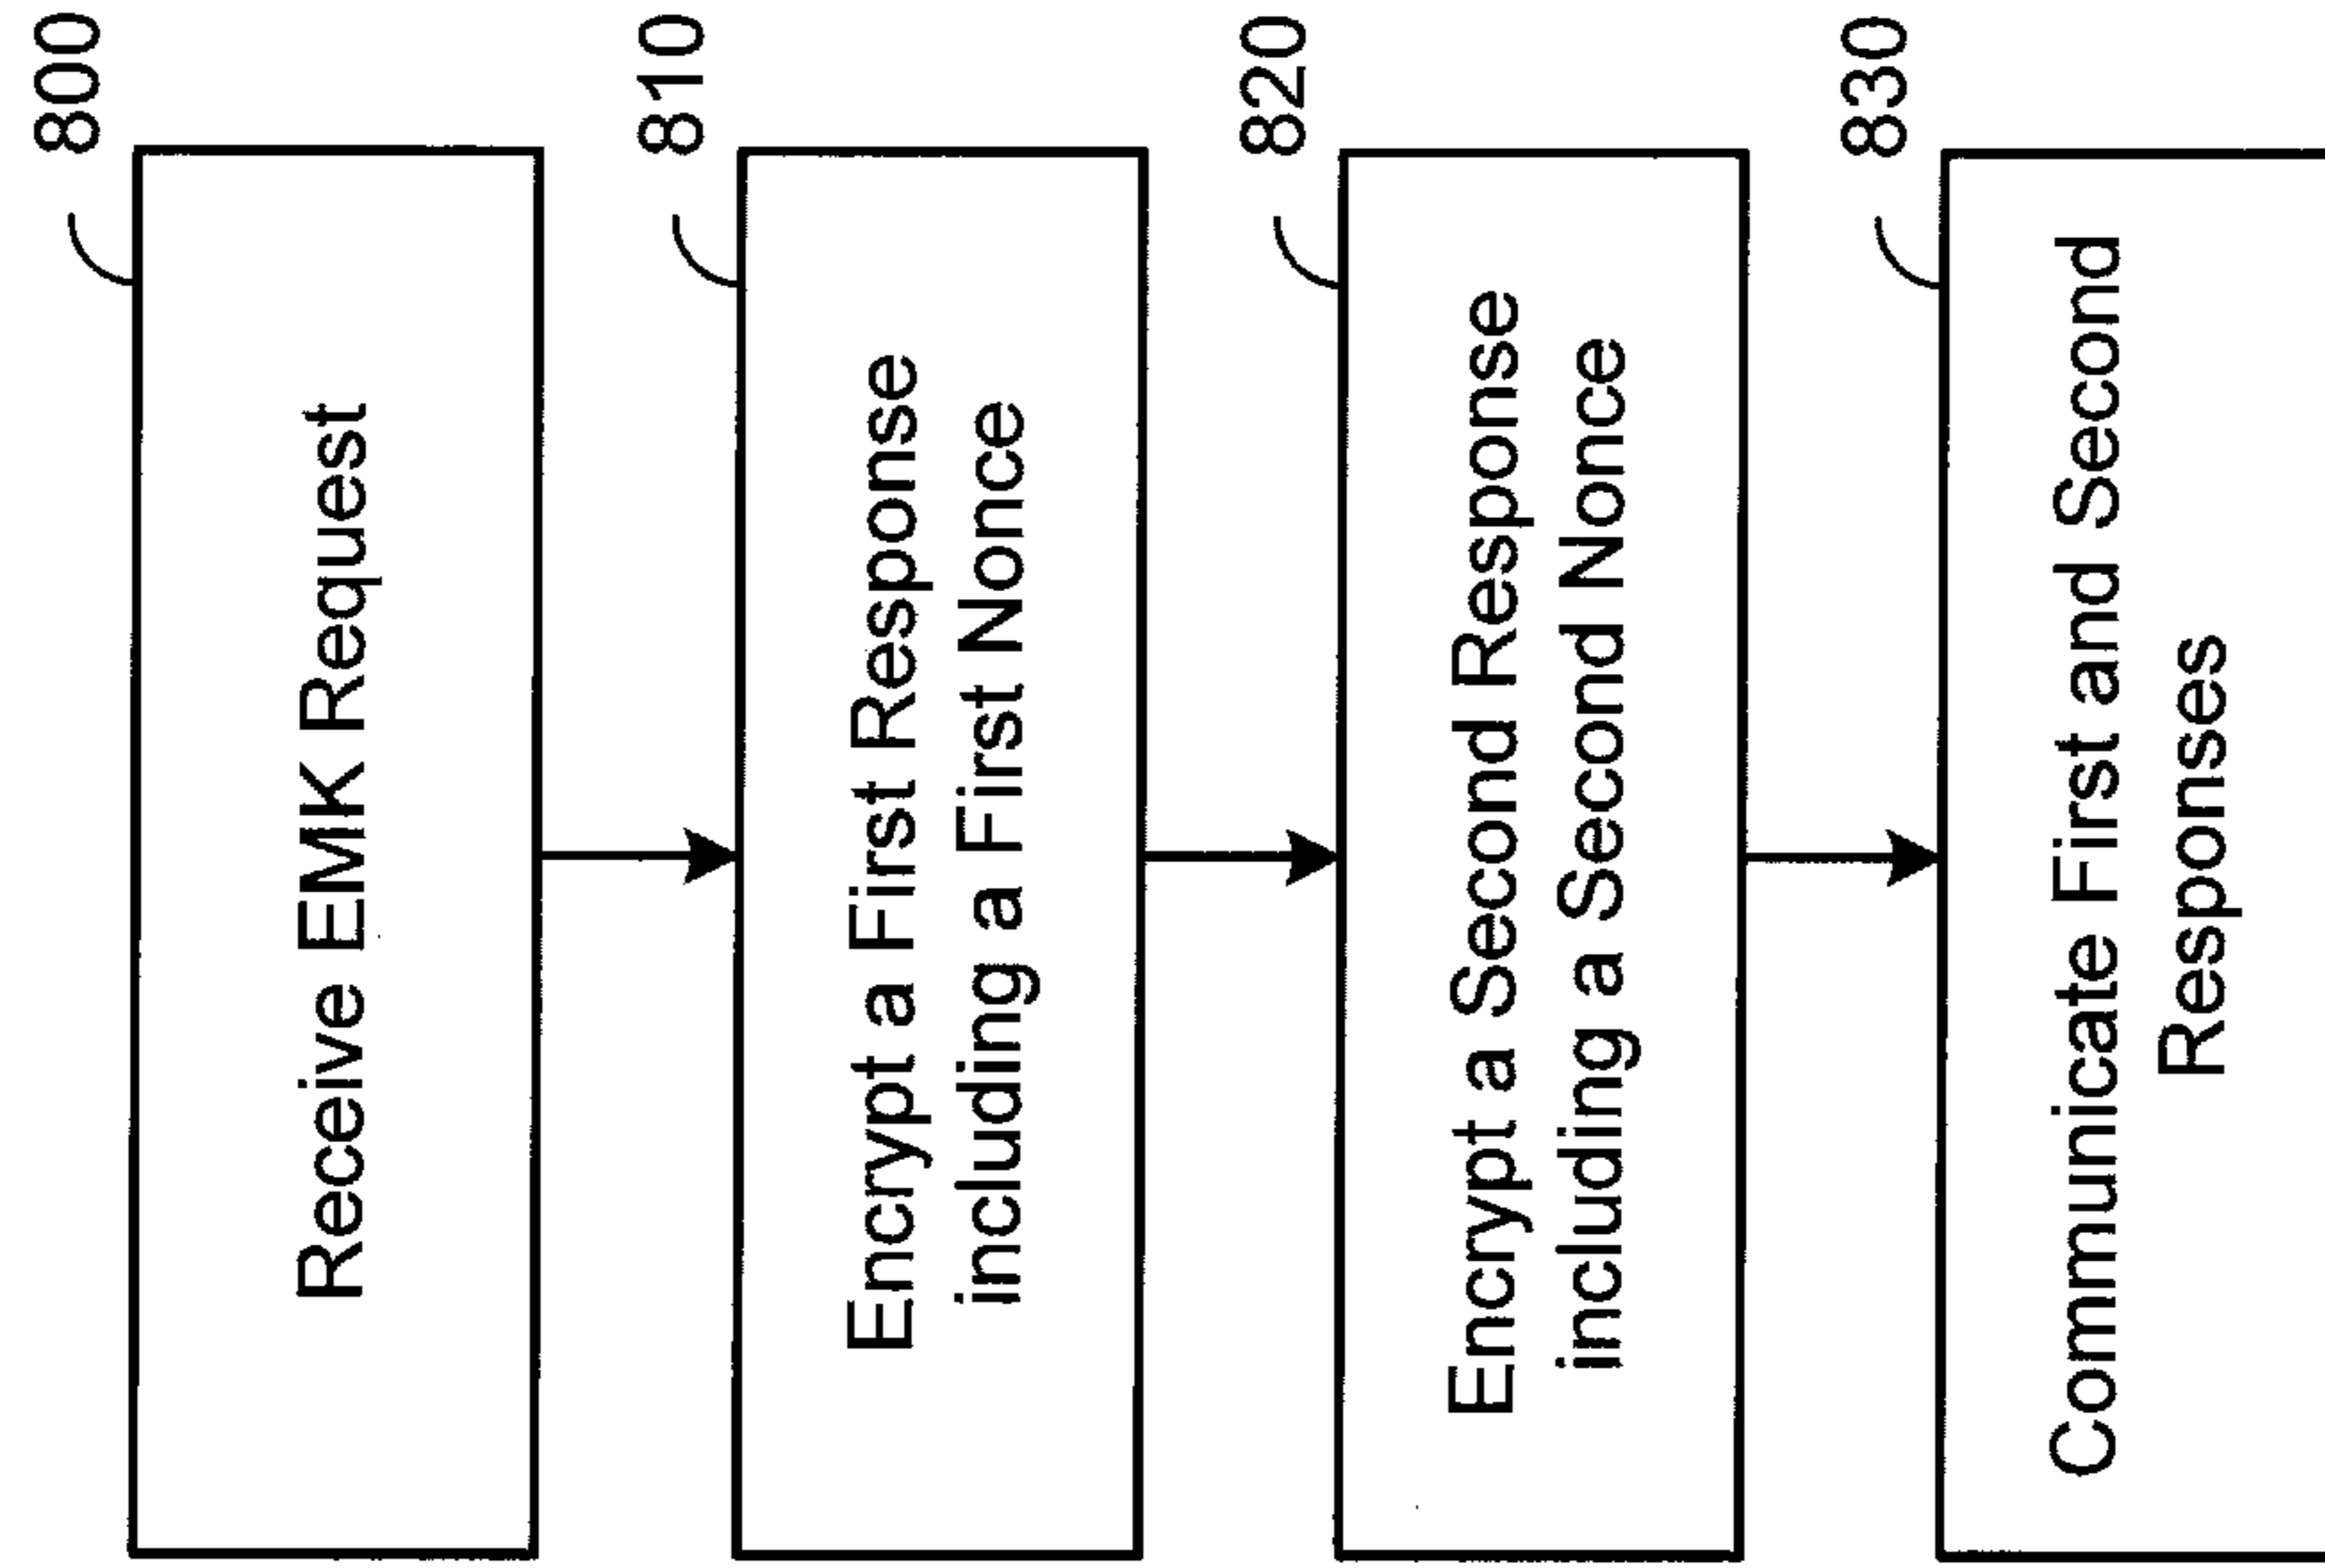 800
Receive EMK Request
810
Encrypt a First Response
including a First Nonce
820
Encrypt a Second Response
including a Second Nonce
830
Communicate First and Second
Responses